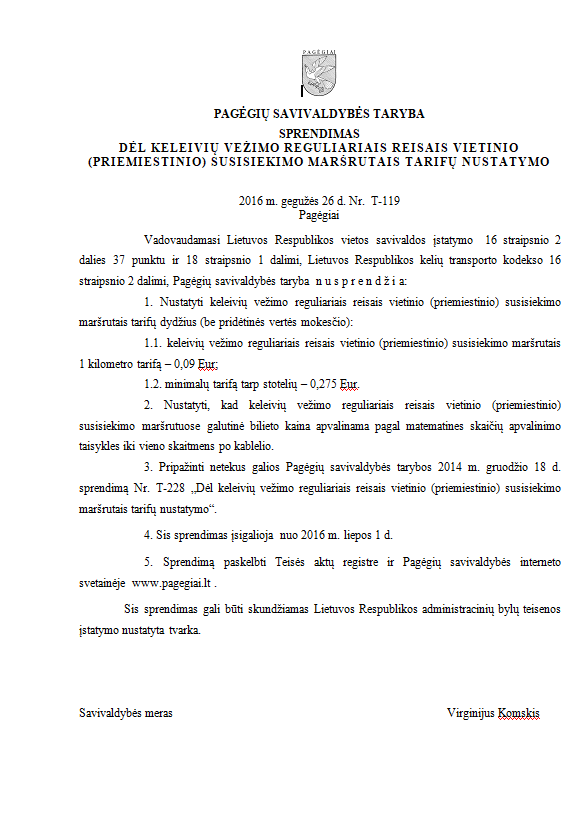 PAGĖGIAI
PAGĖGIŲ SAVIVALDYBĖS TARYBA
SPRENDIMAS
DĖL KELEIVIŲ VEŽIMO REGULIARIAIS REISAIS VIETINIO
(PRIEMIESTINIO) SUSISIEKIMO MARŠRUTAIS TARIFŲ NUSTATYMO
2016 m. gegužės 26 d. Nr. T-119
Pagėgiai
Vadovaudamasi Lietuvos Respublikos vietos savivaldos įstatymo 16 straipsnio 2
dalies 37 punktu ir 18 straipsnio 1 dalimi, Lietuvos Respublikos kelių transporto kodekso 16
straipsnio 2 dalimi, Pagėgių savivaldybės taryba n u s p r e n d ž i a:
1. Nustatyti keleivių vežimo reguliariais reisais vietinio (priemiestinio) susisiekimo
maršrutais tarifų dydžius (be pridėtinės vertės mokesčio):
1.1. keleivių vežimo reguliariais reisais vietinio (priemiestinio) susisiekimo maršrutais
1 kilometro tarifą – 0,09 Eur;
1.2. minimalų tarifą tarp stotelių – 0,275 Eur.
2. Nustatyti, kad keleivių vežimo reguliariais reisais vietinio (priemiestinio)
susisiekimo maršrutuose galutinė bilieto kaina apvalinama pagal matematines skaičių apvalinimo
taisykles iki vieno skaitmens po kablelio.
3. Pripažinti netekus galios Pagėgių savivaldybės tarybos 2014 m. gruodžio 18 d.
sprendimą Nr. T-228 „Dėl keleivių vežimo reguliariais reisais vietinio (priemiestinio) susisiekimo
maršrutais tarifų nustatymo“.
4. Šis sprendimas įsigalioja nuo 2016 m. liepos 1 d.
5. Sprendimą paskelbti Teisės aktų registre ir Pagėgių savivaldybės interneto
svetainėje www.pagegiai.lt .
Šis sprendimas gali būti skundžiamas Lietuvos Respublikos administracinių bylų teisenos
įstatymo nustatyta tvarka.
Savivaldybės meras Virginijus Komskis